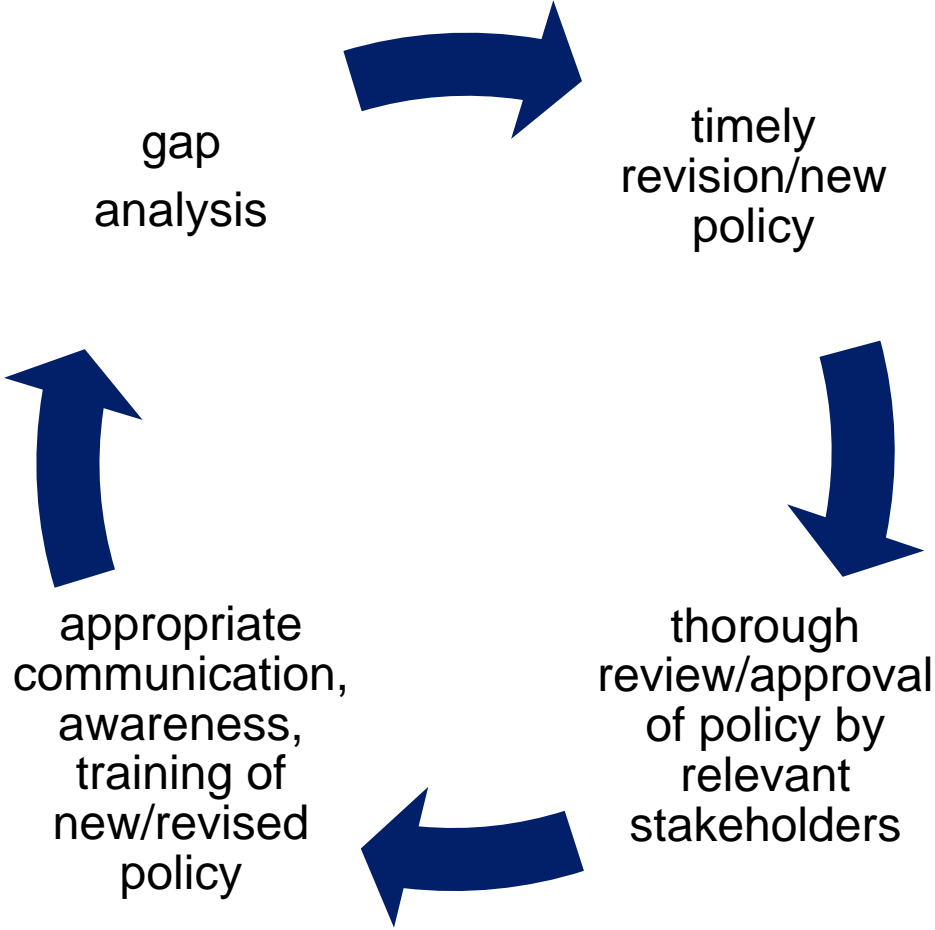 gap
analysis
timely
revision/new
policy
thorough
review/approval
of policy by
relevant
stakeholders
appropriate
communication,
awareness,
training of
new/revised
policy